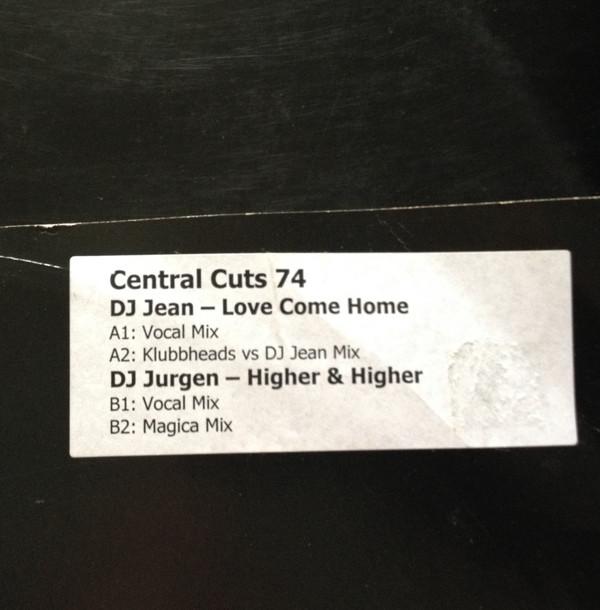 Central Cuts 74
DJ Jean – Love Come Home
A1: Vocal Mix
A2: Klubbheads vs DJ Jean Mix
DJ Jurgen – Higher & Higher
B1: Vocal Mix
B2: Magica Mix